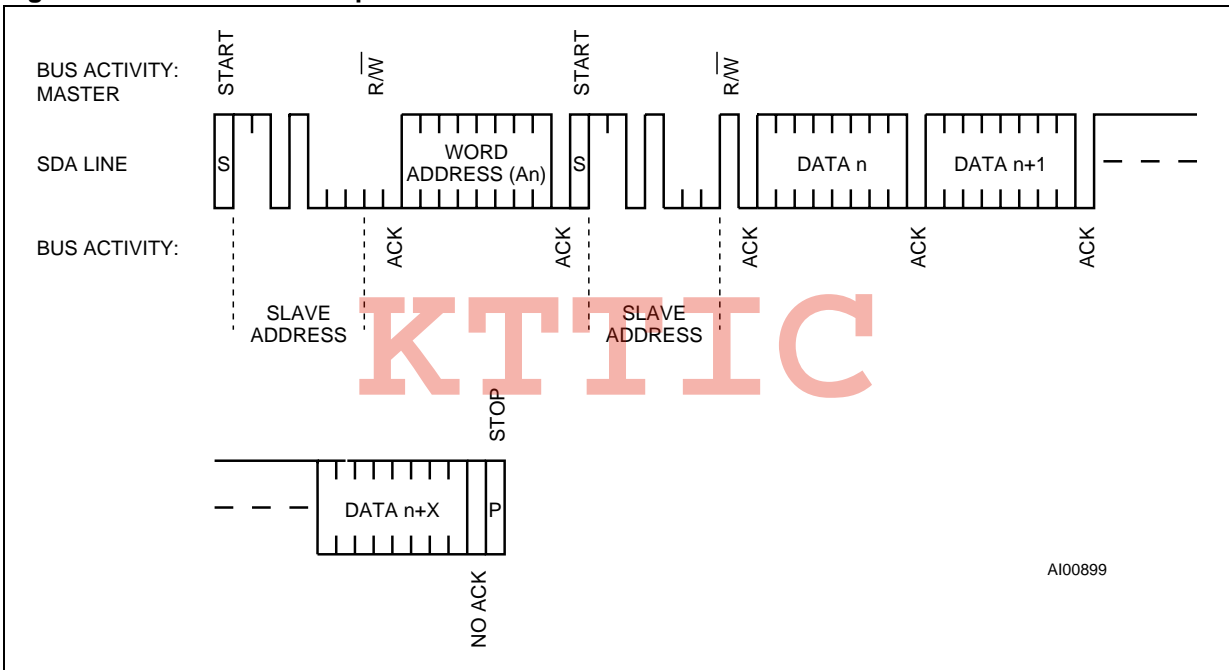 BUS ACTIVITY:
MASTER
START
R/W
START
R/W
SDA LINE
S
WORD
ADDRESS (An)
S
DATA n
DATA n+1
BUS ACTIVITY:
ACK
ACK
ACK
ACK
ACK
SLAVE
ADDRESS
SLAVE
ADDRESS
KTTIC
STOP
DATA n+X
P
NO ACK
AI00899